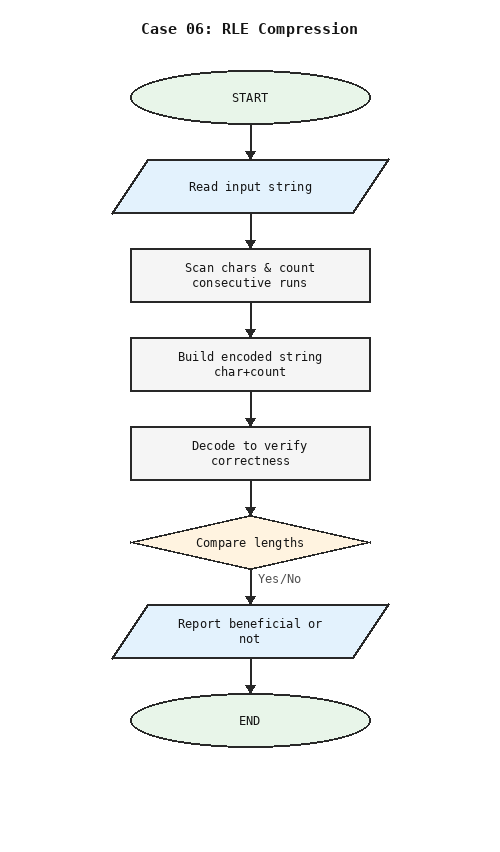 Case 06: RLE Compression
START
Read input string
Scan chars & count
consecutive runs
Build encoded string
char+count
Decode to verify
correctness
Compare lengths
Yes/No
Report beneficial or
not
END